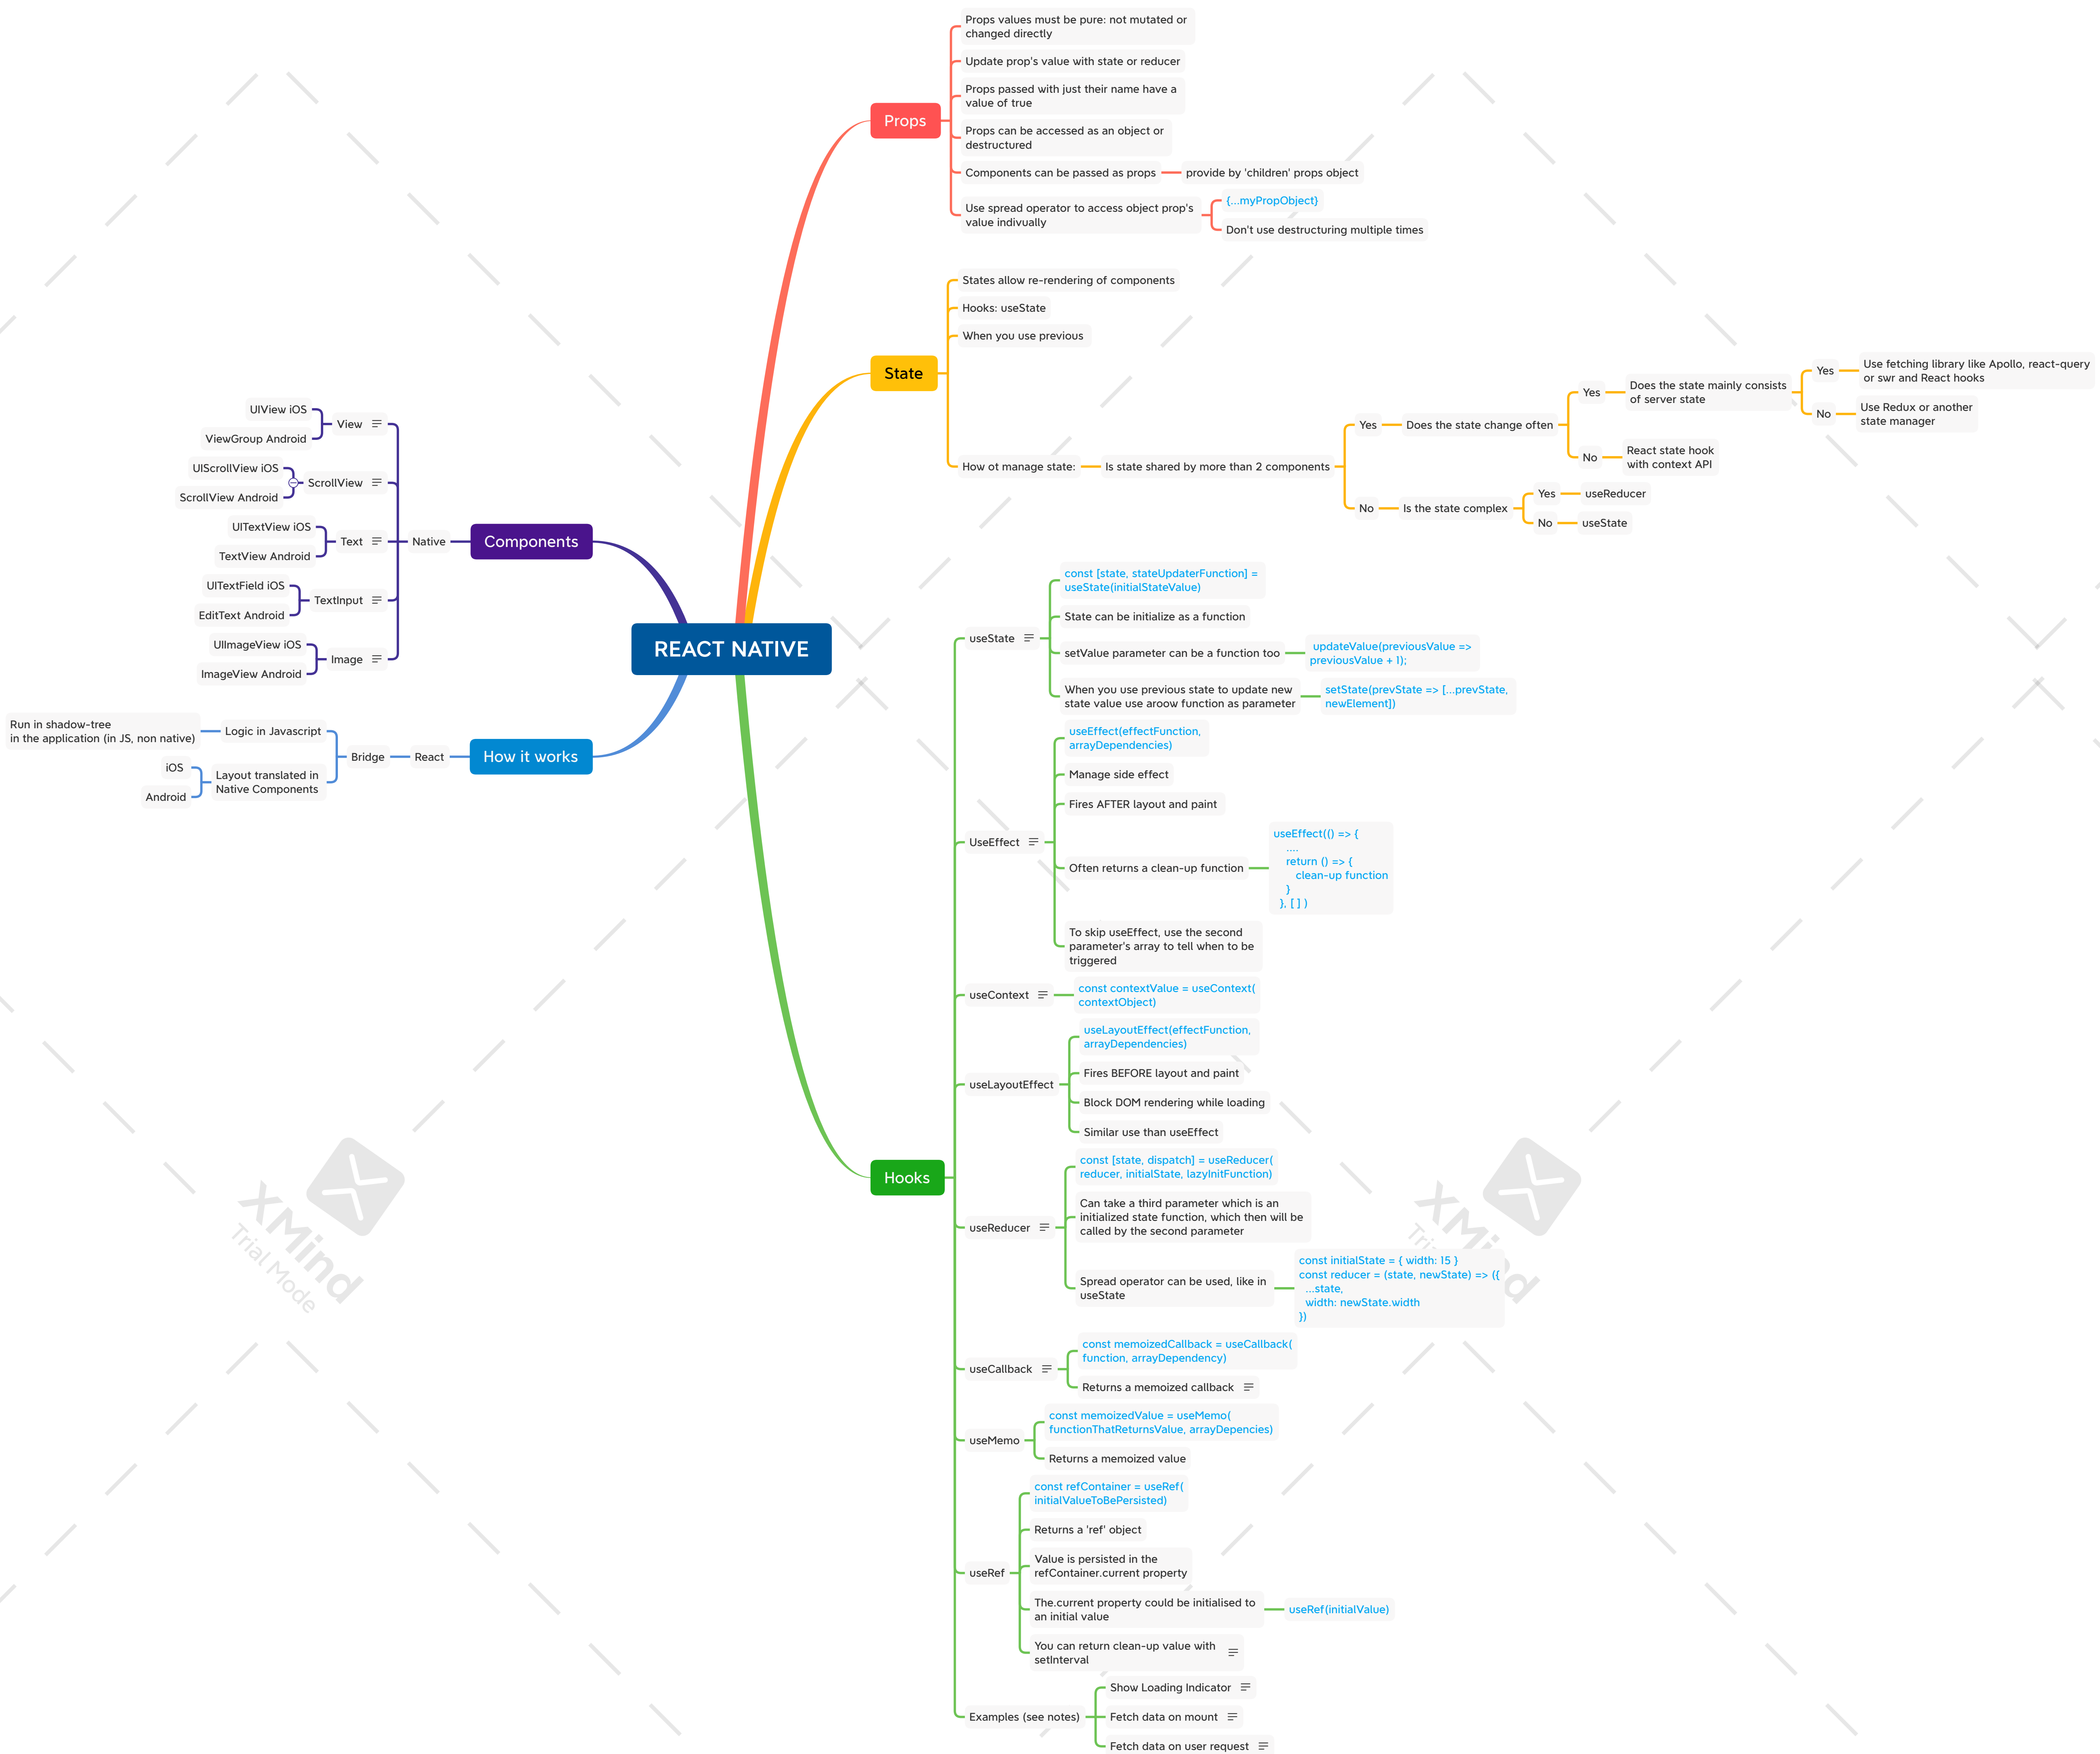 REACT NATIVE
Props
Props values must be pure: not mutated or
changed directly
Update prop's value with state or reducer
Props passed with just their name have a
value of true
Props can be accessed as an object or
destructured
Components can be passed as props
provide by 'children' props object
Use spread operator to access object prop's
value indivually
{...myPropObject}
Don't use destructuring multiple times
State
States allow re-rendering of components
Hooks: useState
When you use previous
How ot manage state:
Is state shared by more than 2 components
Yes
Does the state change often
Yes
Does the state mainly consists
of server state
Yes
Use fetching library like Apollo, react-query
or swr and React hooks
No
Use Redux or another
state manager
No
React state hook
with context API
No
Is the state complex
Yes
useReducer
No
useState
Hooks
useState
const [state, stateUpdaterFunction] =
useState(initialStateValue)
State can be initialize as a function
setValue parameter can be a function too
updateValue(previousValue =>
previousValue + 1);
When you use previous state to update new
state value use aroow function as parameter
setState(prevState => [...prevState,
newElement])
UseEffect
useEffect(effectFunction,
arrayDependencies)
Manage side effect
Fires AFTER layout and paint
Often returns a clean-up function
useEffect(() => {
....
return () => {
clean-up function
}
}, [ ] )
To skip useEffect, use the second
parameter's array to tell when to be
triggered
useContext
const contextValue = useContext(
contextObject)
useLayoutEffect
useLayoutEffect(effectFunction,
arrayDependencies)
Fires BEFORE layout and paint
Block DOM rendering while loading
Similar use than useEffect
useReducer
const [state, dispatch] = useReducer(
reducer, initialState, lazyInitFunction)
Can take a third parameter which is an
initialized state function, which then will be
called by the second parameter
Spread operator can be used, like in
useState
const initialState = { width: 15 }
const reducer = (state, newState) => ({
...state,
width: newState.width
})
useCallback
const memoizedCallback = useCallback(
function, arrayDependency)
Returns a memoized callback
useMemo
const memoizedValue = useMemo(
functionThatReturnsValue, arrayDepencies)
Returns a memoized value
useRef
const refContainer = useRef(
initialValueToBePersisted)
Returns a 'ref' object
Value is persisted in the
refContainer.current property
The.current property could be initialised to
an initial value
useRef(initialValue)
You can return clean-up value with
setInterval
Examples (see notes)
Show Loading Indicator
Fetch data on mount
Fetch data on user request
Components
Native
View
UIView iOS
ViewGroup Android
ScrollView
UIScrollView iOS
ScrollView Android
Text
UITextView iOS
TextView Android
TextInput
UITextField iOS
EditText Android
Image
UIImageView iOS
ImageView Android
How it works
React
Bridge
Logic in Javascript
Run in shadow-tree
in the application (in JS, non native)
Layout translated in
Native Components
iOS
Android
XMind
Trial Mode